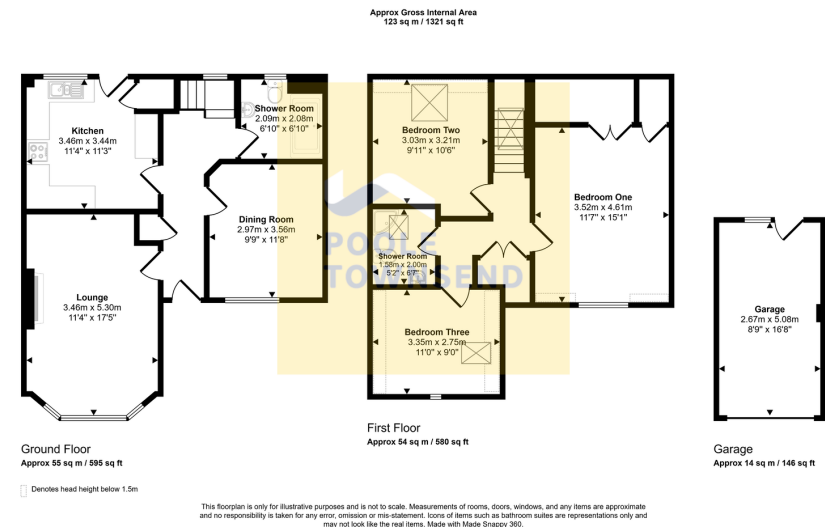 Approx Gross Internal Area
123 sq m / 1321 sq ft
Kitchen
3.46m x 3.44m
11'4" x 11'3"
Shower Room
2.09m x 2.08m
6'10" x 6'10"
Dining Room
2.97m x 3.56m
9'9" x 11'8"
Lounge
3.46m x 5.30m
11'4" x 17'5"
Ground Floor
Approx 55 sq m / 595 sq ft
Denotes head height below 1.5m
Bedroom Two
3.03m x 3.21m
9'11" x 10'6"
Bedroom One
3.52m x 4.61m
11'7" x 15'1"
Shower Room
1.58m x 2.00m
5'2" x 6'7"
POOLE
TOWNSEND
Bedroom Three
3.35m x 2.75m
11'0" x 9'0"
First Floor
Approx 54 sq m / 580 sq ft
Garage
2.67m x 5.08m
8'9" x 16'8"
Garage
Approx 14 sq m / 146 sq ft
This floorplan is only for illustrative purposes and is not to scale. Measurements of rooms, doors, windows, and any items are approximate
and no responsibility is taken for any error, omission or mis-statement. Icons of items such as bathroom suites are representations only and
may not look like the real items. Made with Made Snappy 360.